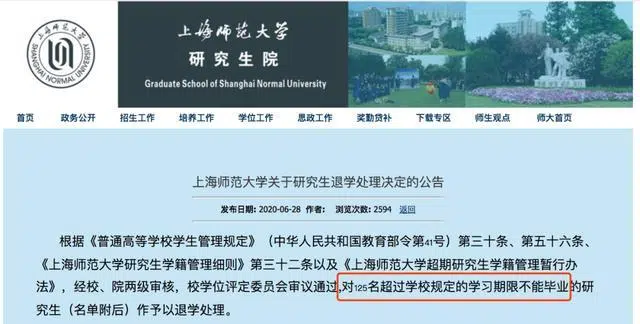 上海师范大学
研究生院
SHANGHAI NORMAL UNIVERSITY
Graduate School of Shanghai Normal University
首页 政务公开 招生工作 培养工作 学位工作 思政工作 奖勤贷补 下载专区 师生观点 师大首页
上海师范大学关于研究生退学处理决定的公告
发布日期: 2020-06-28 作者: 浏览次数: 2594 返回
根据《普通高等学校学生管理规定》（中华人民共和国教育部令第41号）第三十条、第五十六条、
《上海师范大学研究生学籍管理细则》第三十二条以及《上海师范大学超期研究生学籍管理暂行办
法》，经校、院两级审核，校学位评定委员会审议通过,对125名超过学校规定的学习期限不能毕业的研
究生（名单附后）作予以退学处理。